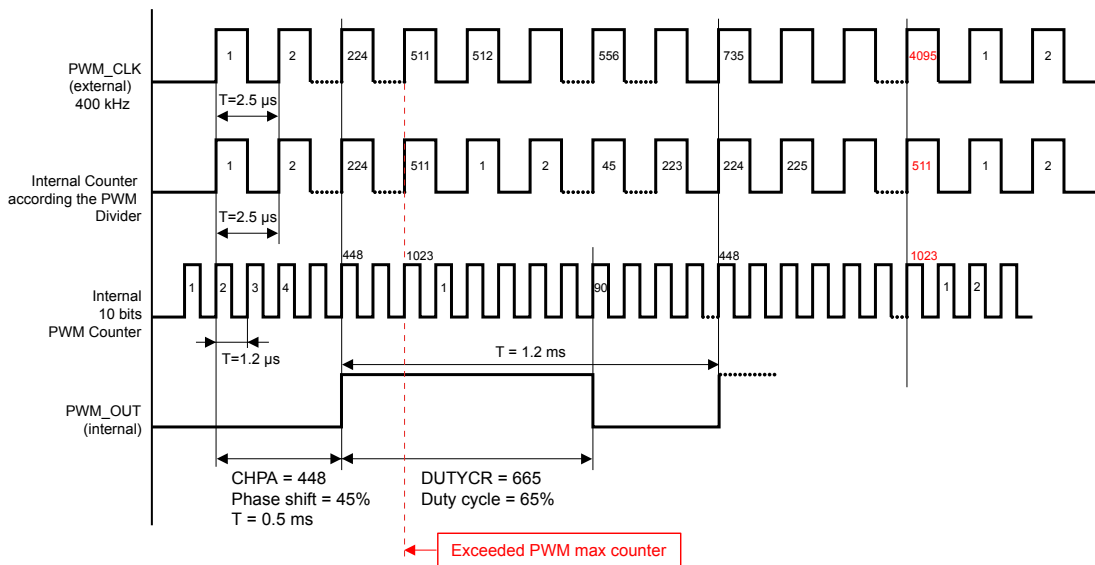 PWM_CLK
(external)
400 kHz
1 2 224 511 512 556 735 4095 1 2
T=2.5 µs
Internal Counter
according the PWM
Divider
1 2 224 511 1 2 45 223 224 225 511 1 2
T=2.5 µs
448 1023 448 1023
Internal
10 bits
PWM Counter
1 2 3 4 1 90 1 2
T=1.2 µs
T = 1.2 ms
PWM_OUT
(internal)
CHPA = 448
Phase shift = 45%
T = 0.5 ms
DUTYCR = 665
Duty cycle = 65%
Exceeded PWM max counter